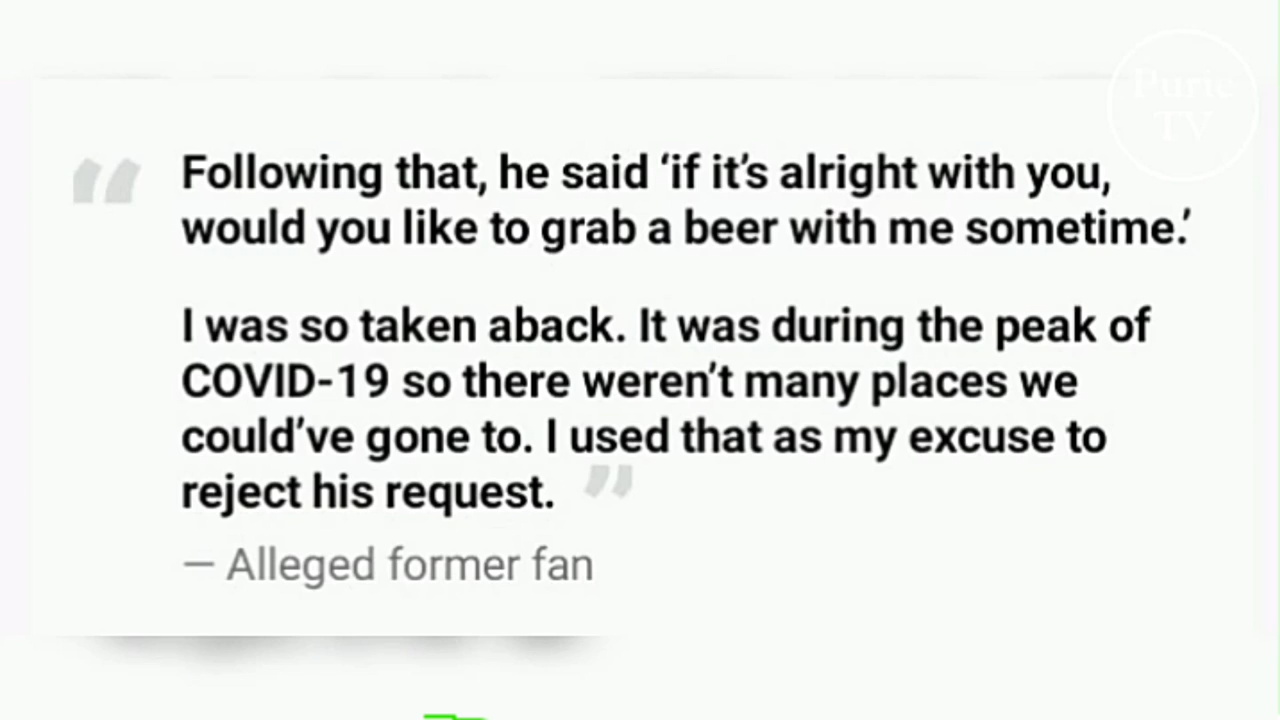 Puric
TV
“ Following that, he said ‘if it’s alright with you,
would you like to grab a beer with me sometime.’
I was so taken aback. It was during the peak of
COVID-19 so there weren’t many places we
could’ve gone to. I used that as my excuse to
reject his request. ”
— Alleged former fan